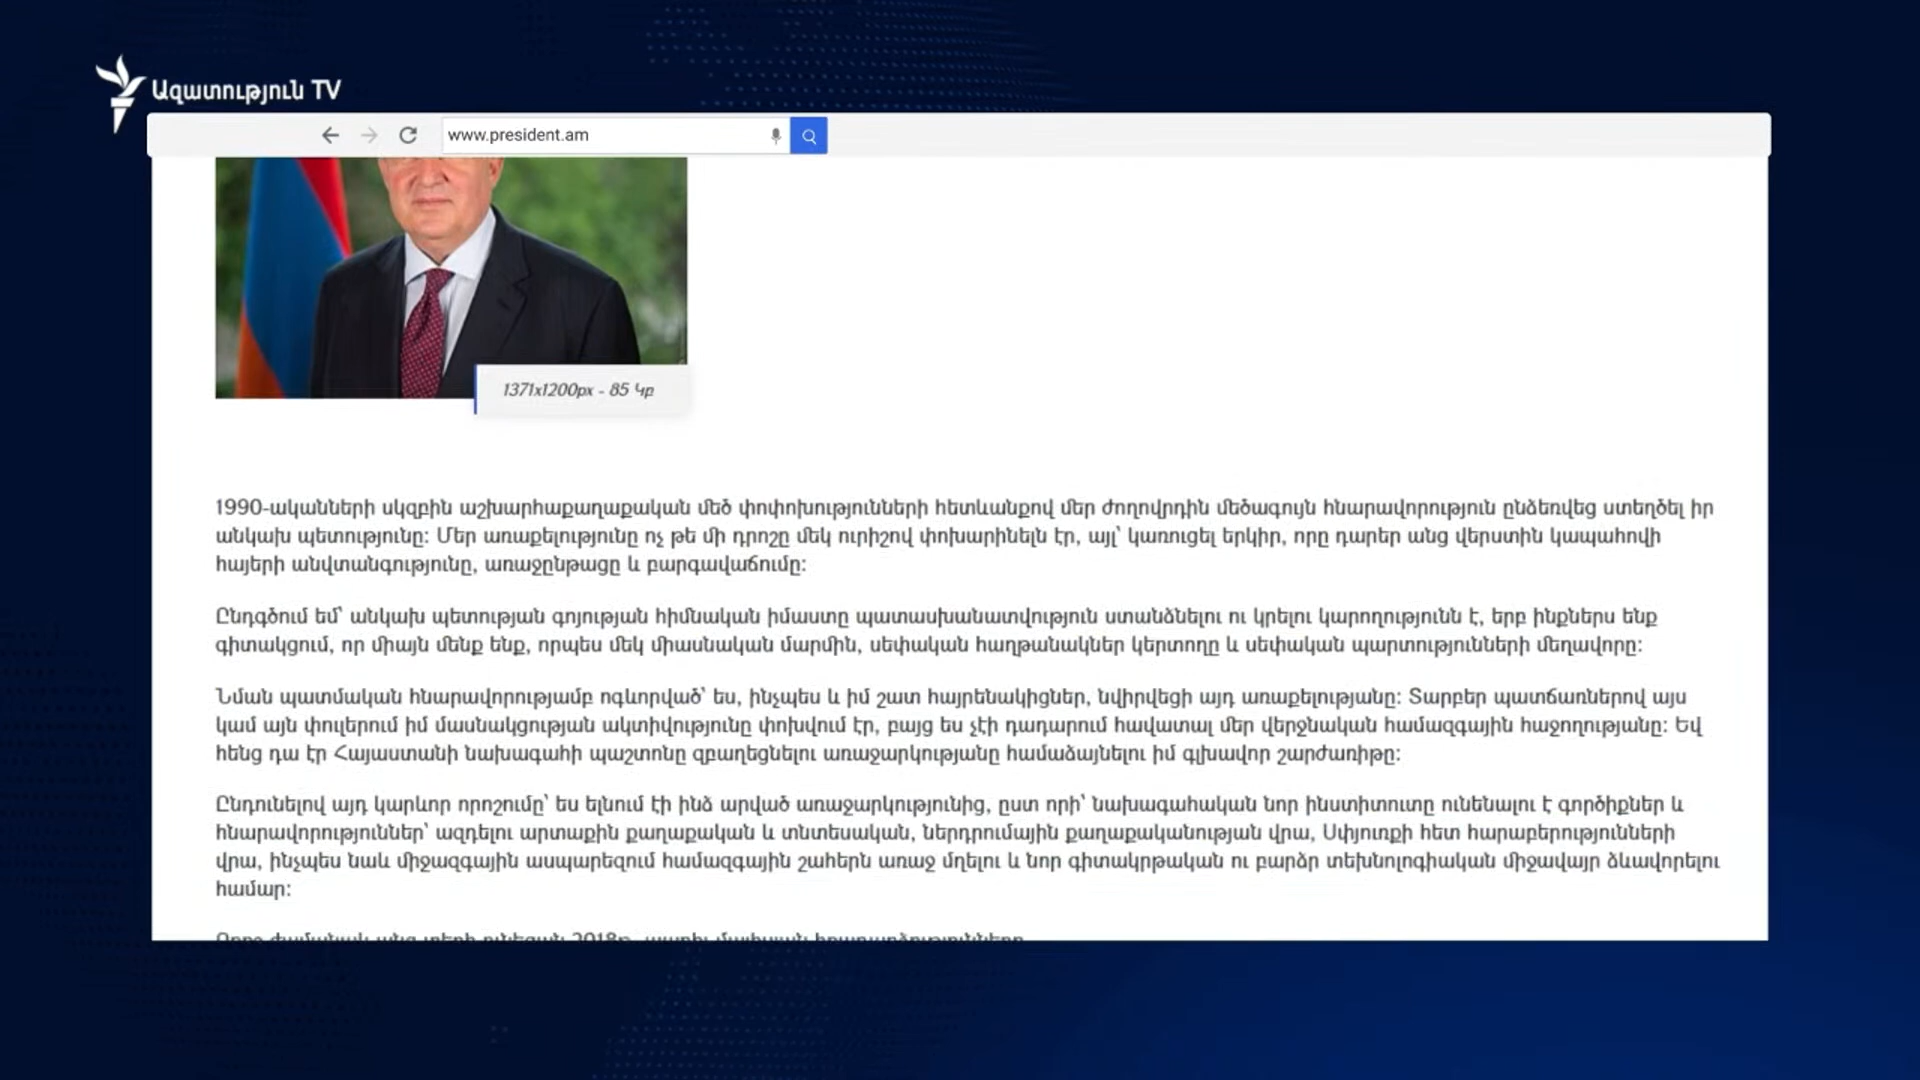 Ազատություն TV
www.president.am
1371x1200px - 85 Կբ
1990-ականների սկզբին աշխարհաքաղաքական մեծ փոփոխությունների հետևանքով մեր ժողովրդին մեծագույն հնարավորություն ընձեռվեց ստեղծել իր
անկախ պետությունը: Մեր առաքելությունը ոչ թե մի դրոշը մեկ ուրիշով փոխարինելն էր, այլ՝ կառուցել երկիր, որը դարեր անց վերստին կապահովի
հայերի անվտանգությունը, առաջընթացը և բարգավաճումը:
Ընդգծում եմ՝ անկախ պետության գոյության հիմնական իմաստը պատասխանատվություն ստանձնելու ու կրելու կարողությունն է, երբ ինքներս ենք
գիտակցում, որ միայն մենք ենք, որպես մեկ միասնական մարմին, սեփական հաղթանակներ կերտողը և սեփական պարտությունների մեղավորը:
Նման պատմական հնարավորությամբ ոգևորված՝ ես, ինչպես և իմ շատ հայրենակիցներ, նվիրվեցի այդ առաքելությանը: Տարբեր պատճառներով այս
կամ այն փուլերում իմ մասնակցության ակտիվությունը փոխվում էր, բայց ես չէի դադարում հավատալ մեր վերջնական համազգային հաջողությանը: Եվ
հենց դա էր Հայաստանի նախագահի պաշտոնը զբաղեցնելու առաջարկությանը համաձայնելու իմ գլխավոր շարժառիթը:
Ընդունելով այդ կարևոր որոշումը՝ ես ելնում էի ինձ արված առաջարկությունից, ըստ որի՝ նախագահական նոր ինստիտուտը ունենալու է գործիքներ և
հնարավորություններ՝ ազդելու արտաքին քաղաքական և տնտեսական, ներդրումային քաղաքականության վրա, Սփյուռքի հետ հարաբերությունների
վրա, ինչպես նաև միջազգային ասպարեզում համազգային շահերն առաջ մղելու և նոր գիտակրթական ու բարձր տեխնոլոգիական միջավայր ձևավորելու
համար: